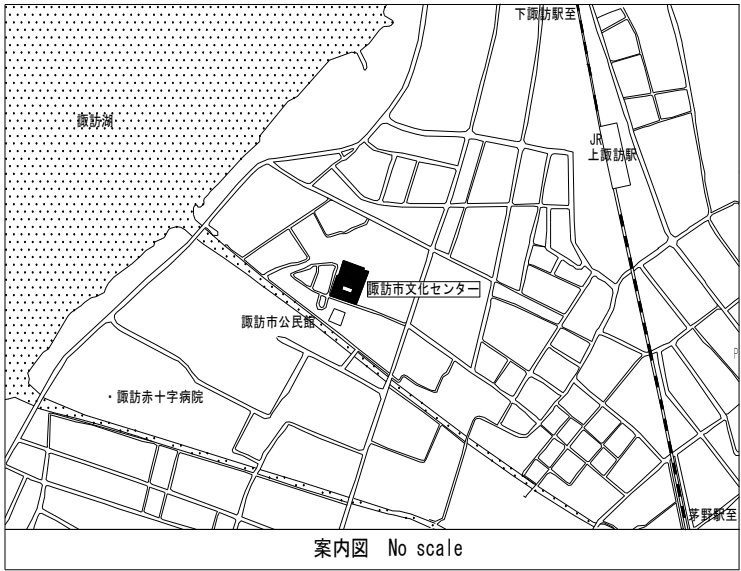 下諏訪駅至
諏訪湖
JR
上諏訪駅
諏訪市文化センター
諏訪市公民館
P
・諏訪赤十字病院
茅野駅至
案内図 No scale